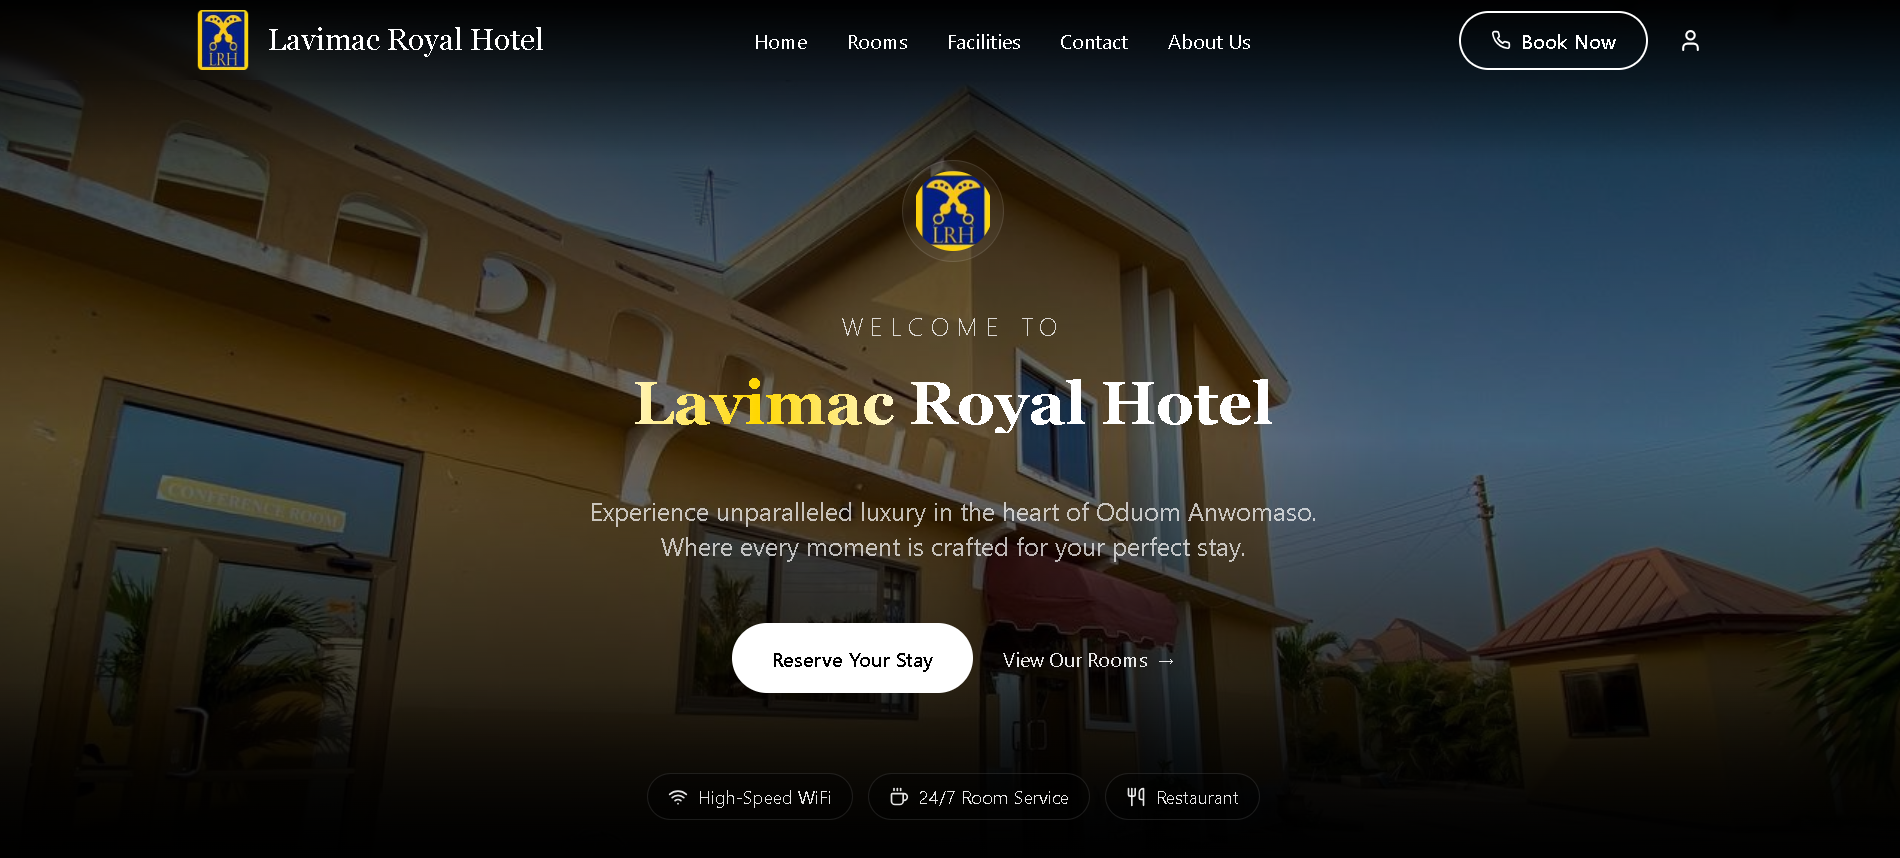 LRH
Lavimac Royal Hotel
Home
Rooms
Facilities
Contact
About Us
Book Now
LRH
WELCOME TO
Lavimac Royal Hotel
CONFERENCE ROOM
Experience unparalleled luxury in the heart of Oduom Anwomaso.
Where every moment is crafted for your perfect stay.
Reserve Your Stay
View Our Rooms →
High-Speed WiFi
24/7 Room Service
Restaurant